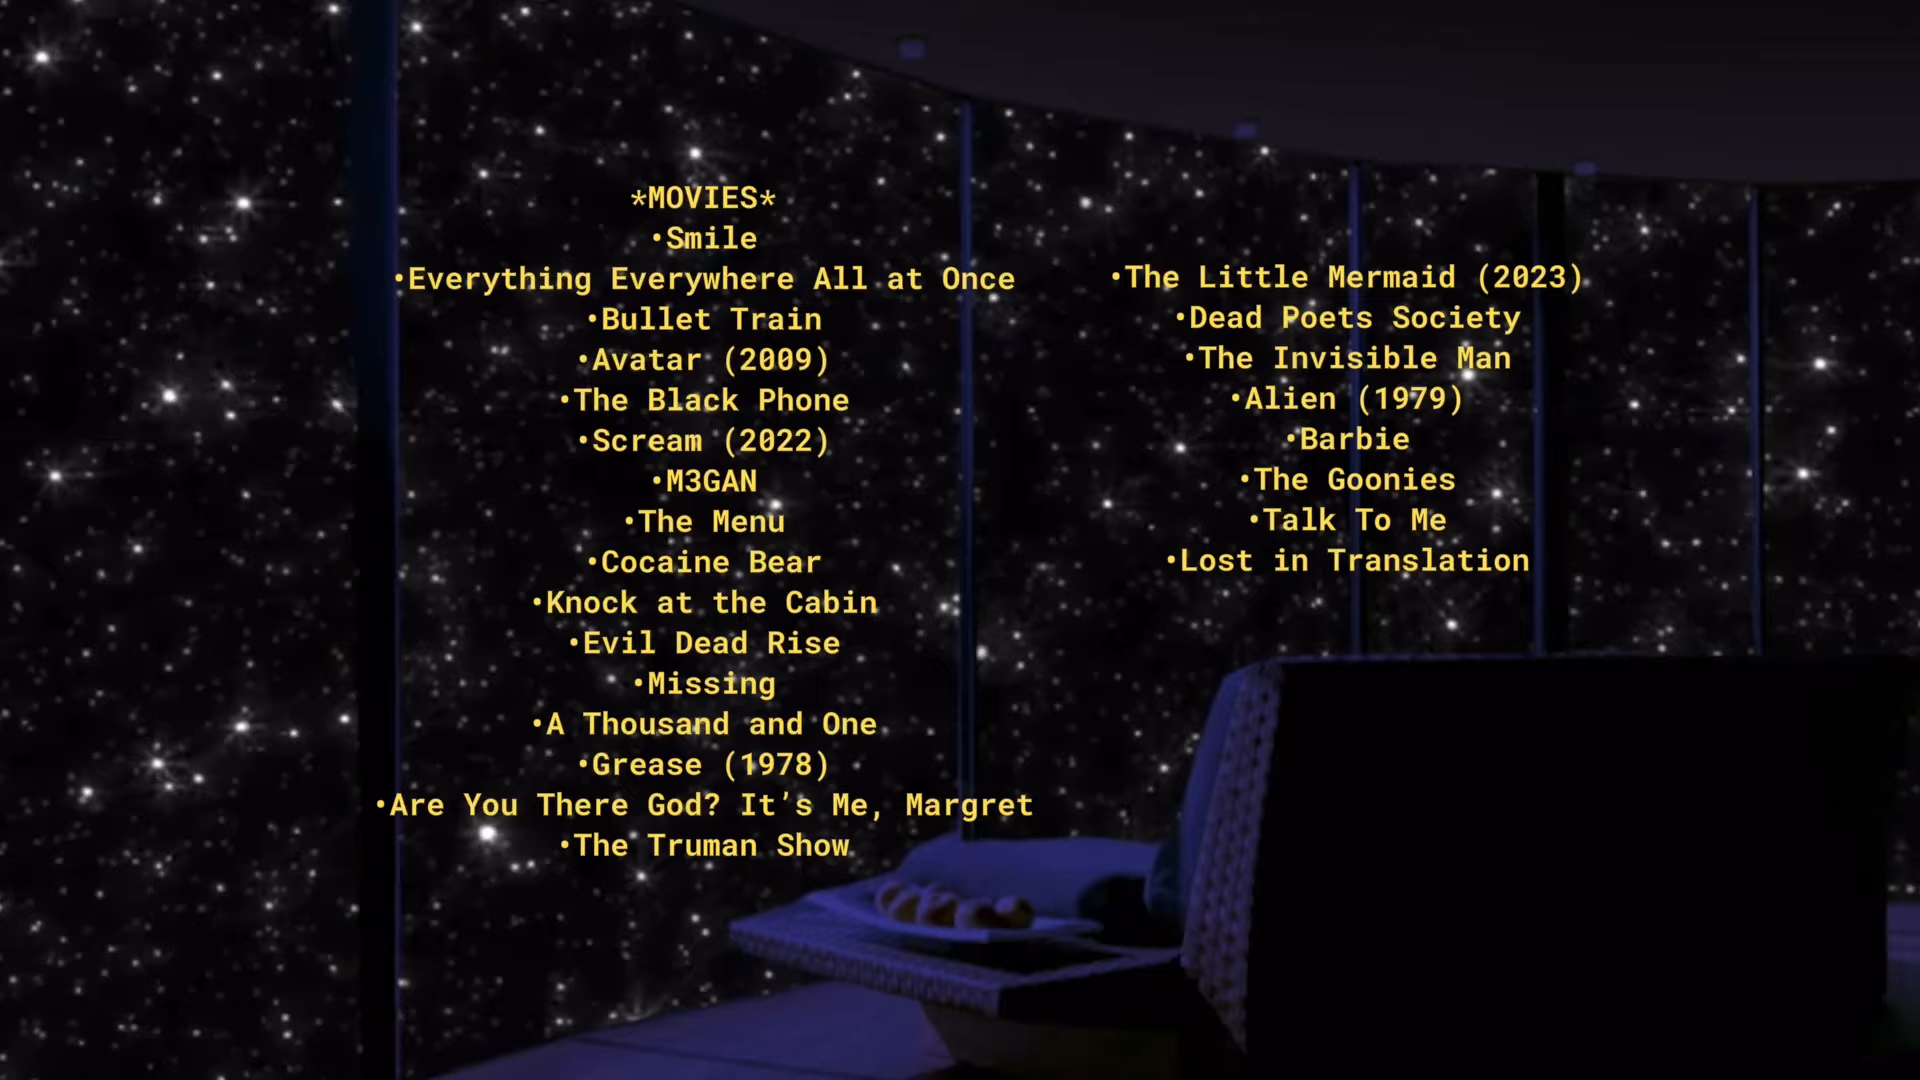 *MOVIES*
•Smile
•Everything Everywhere All at Once
•Bullet Train
•Avatar (2009)
•The Black Phone
•Scream (2022)
•M3GAN
•The Menu
•Cocaine Bear
•Knock at the Cabin
•Evil Dead Rise
•Missing
•A Thousand and One
•Grease (1978)
•Are You There God? It’s Me, Margret
•The Truman Show
•The Little Mermaid (2023)
•Dead Poets Society
•The Invisible Man
•Alien (1979)
•Barbie
•The Goonies
•Talk To Me
•Lost in Translation